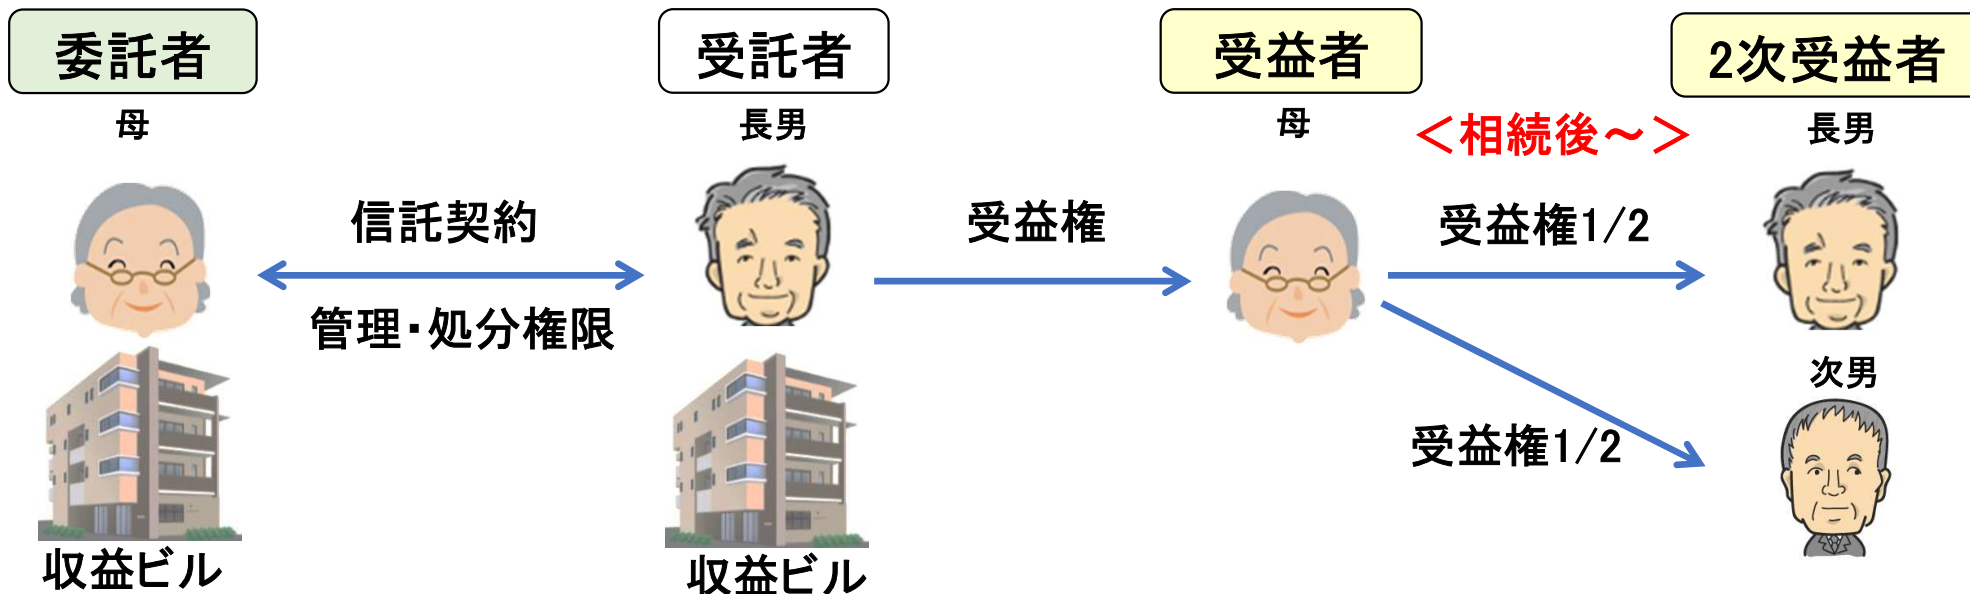 委託者
母
収益ビル
信託契約
管理・処分権限
受託者
長男
収益ビル
受益権
受益者
母
＜相続後～＞
受益権1/2
受益権1/2
2次受益者
長男
次男